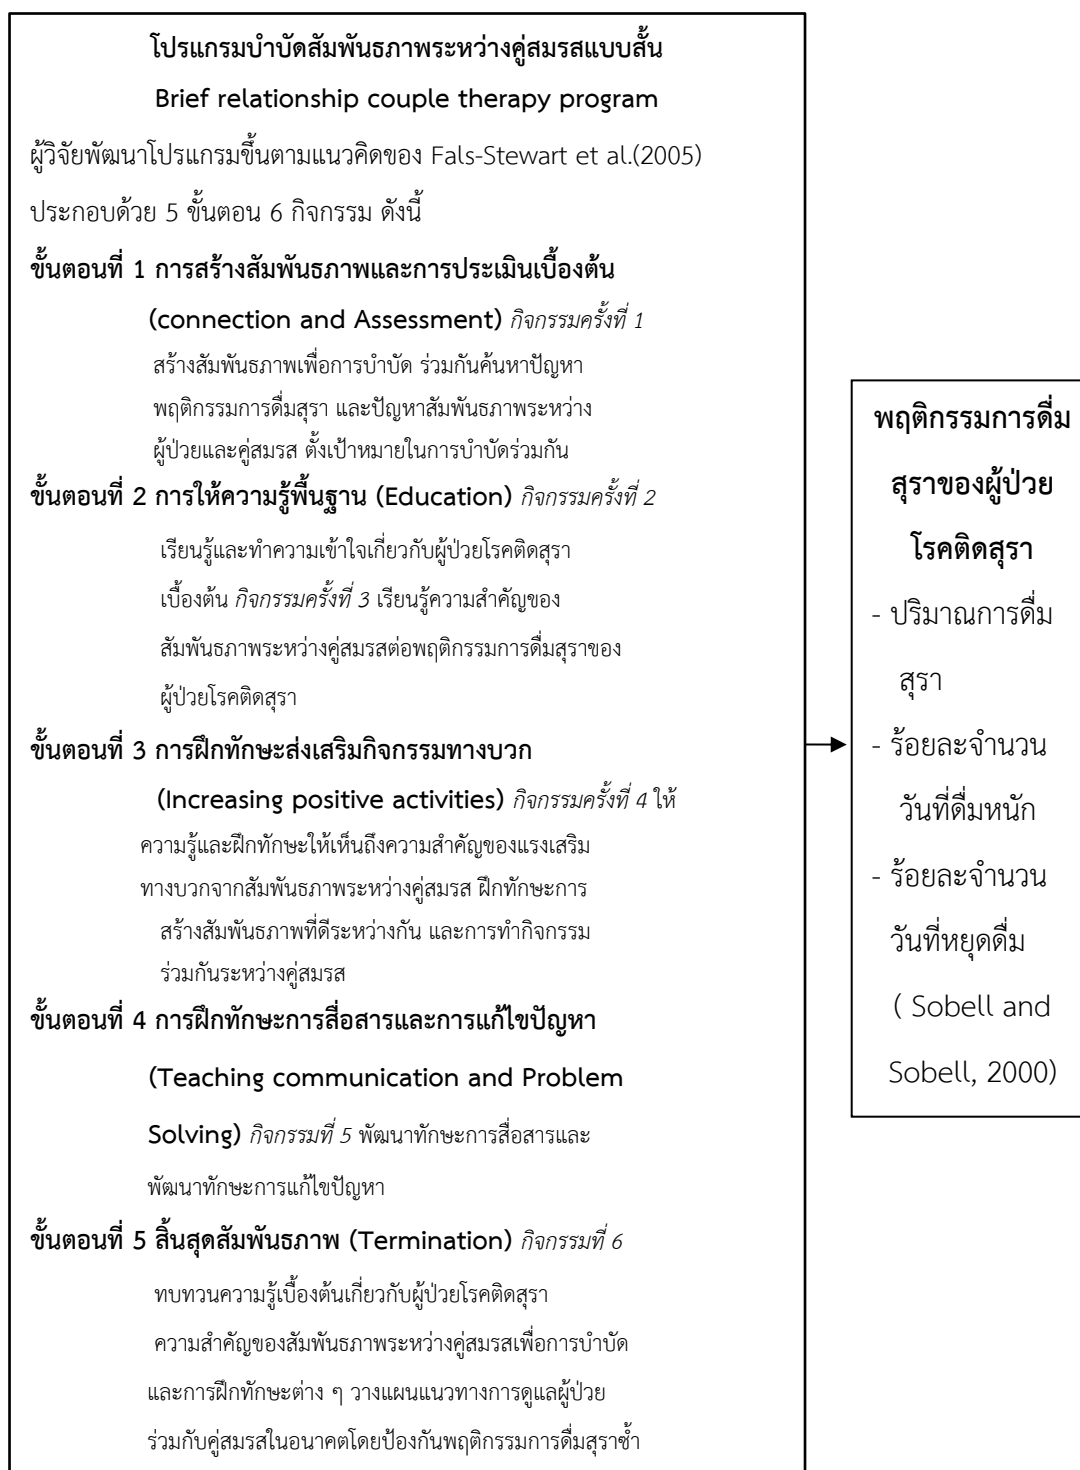 โปรแกรมบำบัดสัมพันธภาพระหว่างคู่สมรสแบบสั้น
Brief relationship couple therapy program
ผู้วิจัยพัฒนาโปรแกรมขึ้นตามแนวคิดของ Fals-Stewart et al.(2005)
ประกอบด้วย 5 ขั้นตอน 6 กิจกรรม ดังนี้
ขั้นตอนที่ 1 การสร้างสัมพันธภาพและการประเมินเบื้องต้น
(connection and Assessment) กิจกรรมครั้งที่ 1
สร้างสัมพันธภาพเพื่อการบำบัด ร่วมกันค้นหาปัญหา
พฤติกรรมการดื่มสุรา และปัญหาสัมพันธภาพระหว่าง
ผู้ป่วยและคู่สมรส ตั้งเป้าหมายในการบำบัดร่วมกัน
ขั้นตอนที่ 2 การให้ความรู้พื้นฐาน (Education) กิจกรรมครั้งที่ 2
เรียนรู้และทำความเข้าใจเกี่ยวกับผู้ป่วยโรคติดสุรา
เบื้องต้น กิจกรรมครั้งที่ 3 เรียนรู้ความสำคัญของ
สัมพันธภาพระหว่างคู่สมรสต่อพฤติกรรมการดื่มสุราของ
ผู้ป่วยโรคติดสุรา
ขั้นตอนที่ 3 การฝึกทักษะส่งเสริมกิจกรรมทางบวก
(Increasing positive activities) กิจกรรมครั้งที่ 4 ให้
ความรู้และฝึกทักษะให้เห็นถึงความสำคัญของแรงเสริม
ทางบวกจากสัมพันธภาพระหว่างคู่สมรส ฝึกทักษะการ
สร้างสัมพันธภาพที่ดีระหว่างกัน และการทำกิจกรรม
ร่วมกันระหว่างคู่สมรส
ขั้นตอนที่ 4 การฝึกทักษะการสื่อสารและการแก้ไขปัญหา
(Teaching communication and Problem
Solving) กิจกรรมที่ 5 พัฒนาทักษะการสื่อสารและ
พัฒนาทักษะการแก้ไขปัญหา
ขั้นตอนที่ 5 สิ้นสุดสัมพันธภาพ (Termination) กิจกรรมที่ 6
ทบทวนความรู้เบื้องต้นเกี่ยวกับผู้ป่วยโรคติดสุรา
ความสำคัญของสัมพันธภาพระหว่างคู่สมรสเพื่อการบำบัด
และการฝึกทักษะต่าง ๆ วางแผนแนวทางการดูแลผู้ป่วย
ร่วมกับคู่สมรสในอนาคตโดยป้องกันพฤติกรรมการดื่มสุราซ้ำ
พฤติกรรมการดื่ม
สุราของผู้ป่วย
โรคติดสุรา
- ปริมาณการดื่ม
สุรา
- ร้อยละจำนวน
วันที่ดื่มหนัก
- ร้อยละจำนวน
วันที่หยุดดื่ม
( Sobell and
Sobell, 2000)